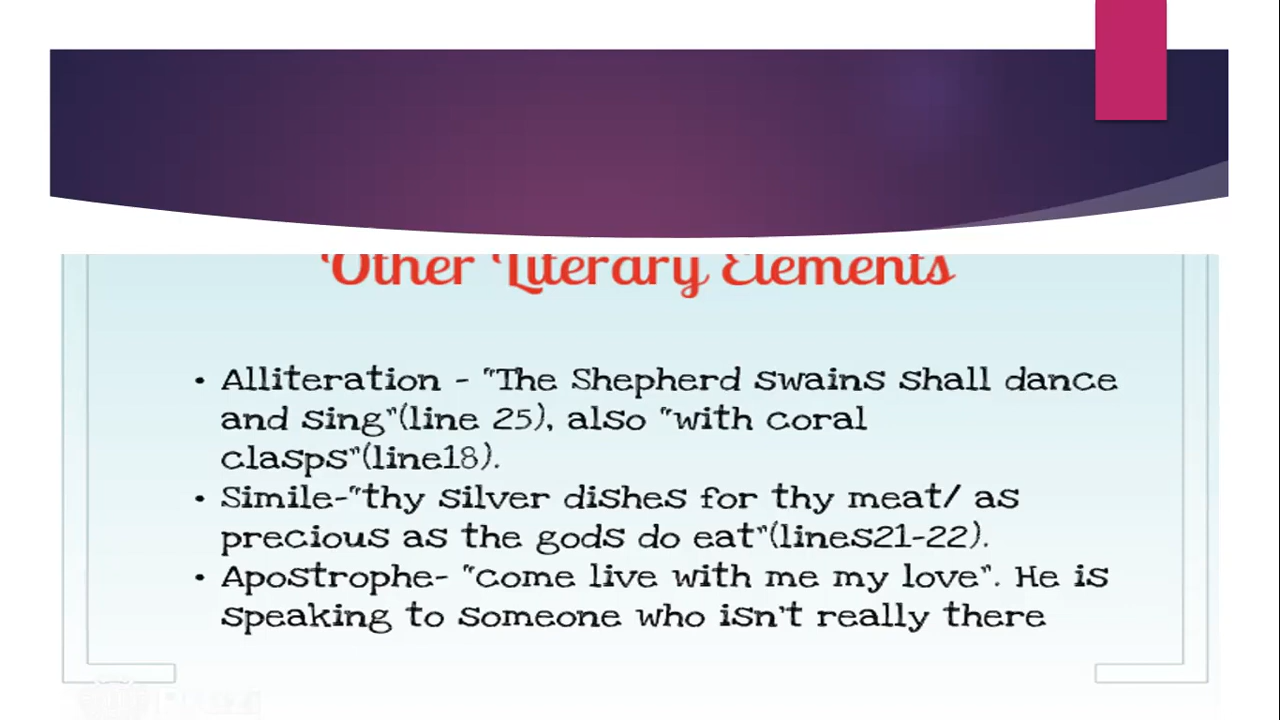 Other Literary Elements
• Alliteration - "The Shepherd swains shall dance
and sing"(line 25), also "with coral
clasps"(line18).
• Simile-"thy silver dishes for thy meat/ as
precious as the gods do eat"(lines21-22).
• Apostrophe- "come live with me my love". He is
speaking to someone who isn't really there